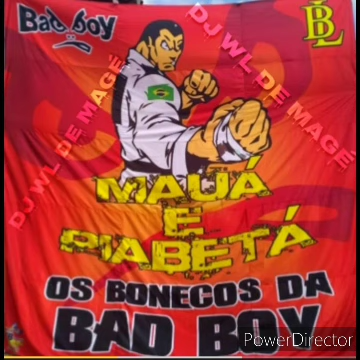 Bad Boy
BL
DJ WL DE MAGÉ
DJ WL DE MAGÉ
MAUÁ
E
PIABETÁ
OS BONECOS DA
BAD BOY
PowerDirector